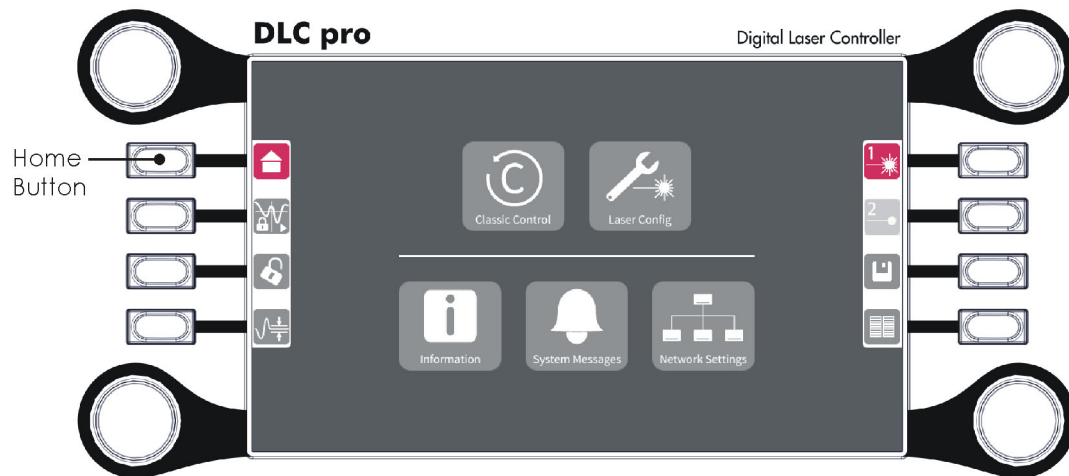 DLC pro
Digital Laser Controller
Home
Button
1
2
C
Classic Control
Laser Config
i
Information
System Messages
Network Settings